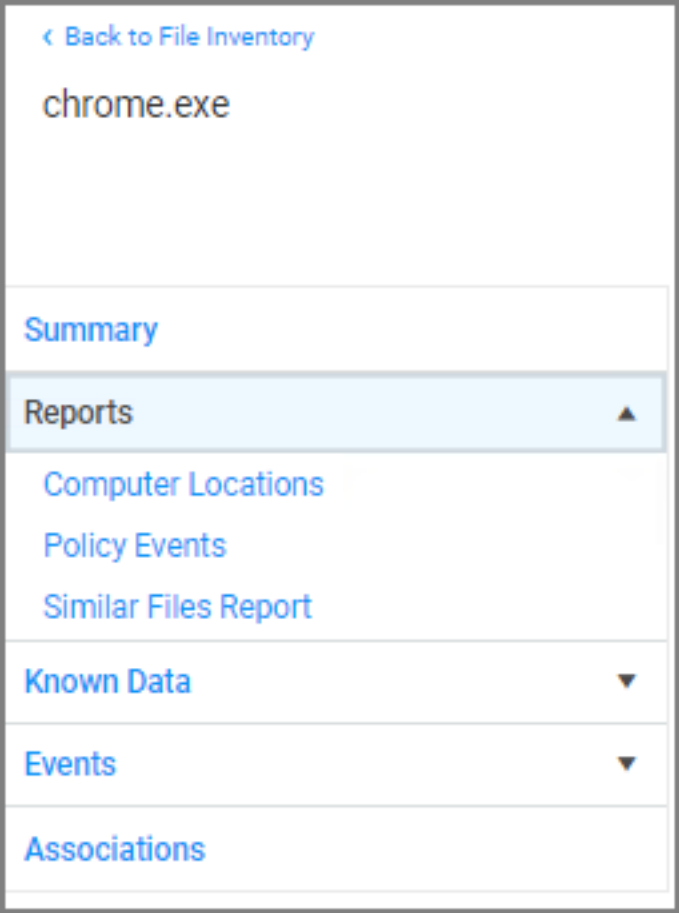 ‹ Back to File Inventory
chrome.exe
Summary
Reports
Computer Locations
Policy Events
Similar Files Report
Known Data
Events
Associations